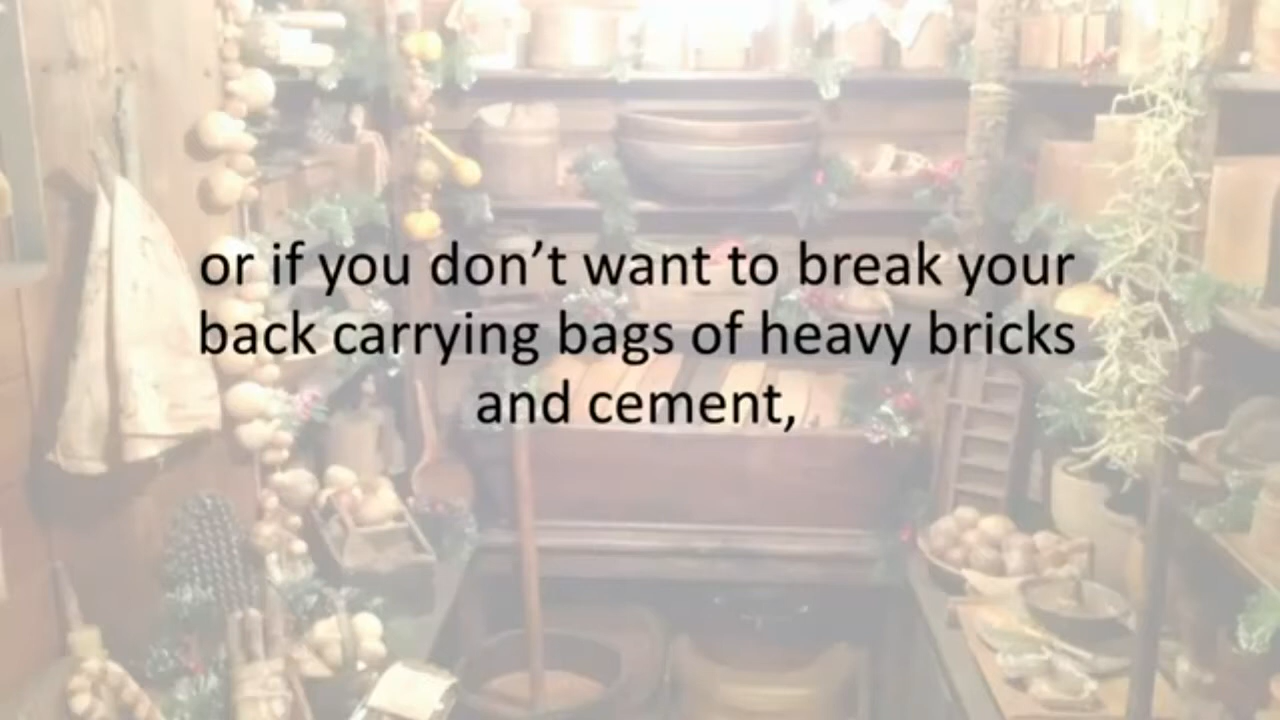 or if you don’t want to break your
back carrying bags of heavy bricks
and cement,